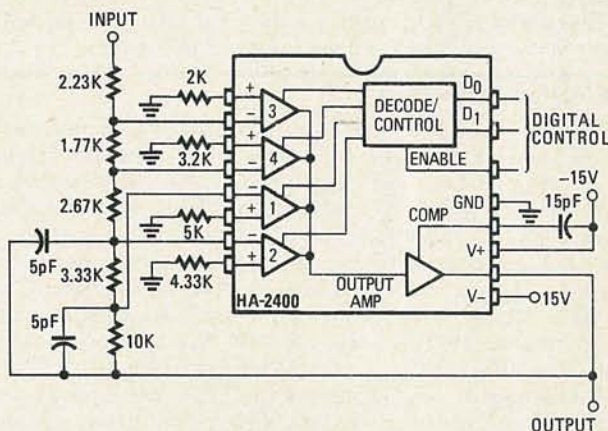 INPUT
2.23K
1.77K
2.67K
5pF
3.33K
5pF
10K
2K
3.2K
5K
4.33K
+
3
−
+
4
−
−
1
+
−
2
+
HA-2400
DECODE/
CONTROL
D0
D1
ENABLE
DIGITAL
CONTROL
GND
−15V
15pF
COMP
V+
OUTPUT
AMP
V−
15V
OUTPUT